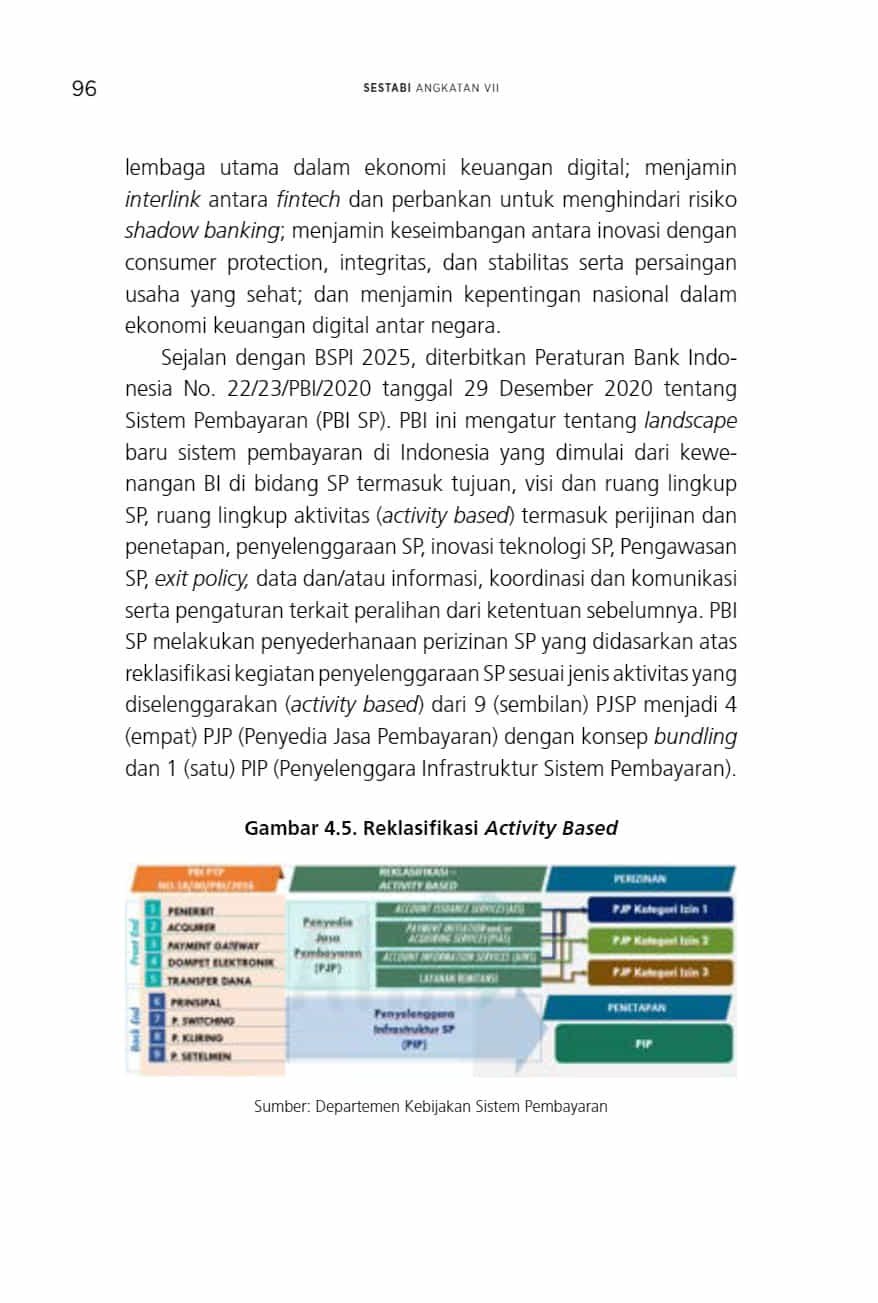 96
SESTABI ANGKATAN VII
lembaga utama dalam ekonomi keuangan digital; menjamin
interlink antara fintech dan perbankan untuk menghindari risiko
shadow banking; menjamin keseimbangan antara inovasi dengan
consumer protection, integritas, dan stabilitas serta persaingan
usaha yang sehat; dan menjamin kepentingan nasional dalam
ekonomi keuangan digital antar negara.
Sejalan dengan BSPI 2025, diterbitkan Peraturan Bank Indo-
nesia No. 22/23/PBI/2020 tanggal 29 Desember 2020 tentang
Sistem Pembayaran (PBI SP). PBI ini mengatur tentang landscape
baru sistem pembayaran di Indonesia yang dimulai dari kewe-
nangan BI di bidang SP termasuk tujuan, visi dan ruang lingkup
SP, ruang lingkup aktivitas (activity based) termasuk perijinan dan
penetapan, penyelenggaraan SP, inovasi teknologi SP, Pengawasan
SP, exit policy, data dan/atau informasi, koordinasi dan komunikasi
serta pengaturan terkait peralihan dari ketentuan sebelumnya. PBI
SP melakukan penyederhanaan perizinan SP yang didasarkan atas
reklasifikasi kegiatan penyelenggaraan SP sesuai jenis aktivitas yang
diselenggarakan (activity based) dari 9 (sembilan) PJSP menjadi 4
(empat) PJP (Penyedia Jasa Pembayaran) dengan konsep bundling
dan 1 (satu) PIP (Penyelenggara Infrastruktur Sistem Pembayaran).
Gambar 4.5. Reklasifikasi Activity Based
PBI PTP
NO.18/40/PBI/2016
REKLASIFIKASI –
ACTIVITY BASED
PERIZINAN
Front End
1 PENERBIT
2 ACQUIRER
3 PAYMENT GATEWAY
4 DOMPET ELEKTRONIK
5 TRANSFER DANA
Penyedia
Jasa
Pembayaran
(PJP)
ACCOUNT ISSUANCE SERVICES (AIS)
PAYMENT INITIATION and/or
ACQUIRING SERVICES (PIAS)
ACCOUNT INFORMATION SERVICES (AINS)
LAYANAN REMITANSI
PJP Kategori Izin 1
PJP Kategori Izin 2
PJP Kategori Izin 3
Back End
6 PRINSIPAL
7 P. SWITCHING
8 P. KLIRING
9 P. SETELMEN
Penyelenggara
Infrastruktur SP
(PIP)
PENETAPAN
PIP
Sumber: Departemen Kebijakan Sistem Pembayaran